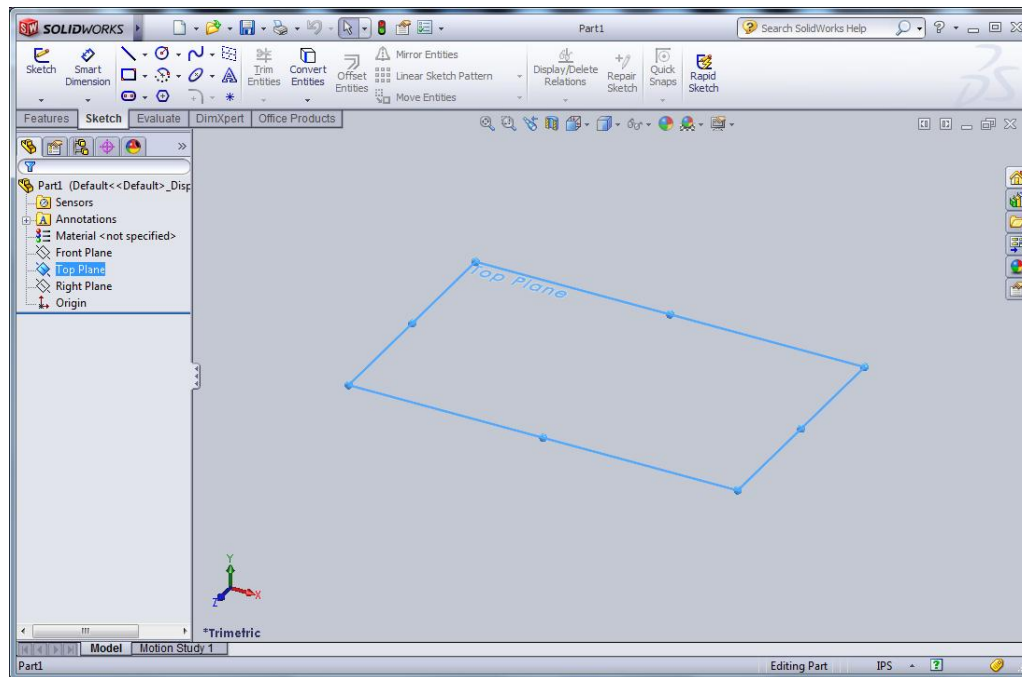 SW SOLIDWORKS
Part1
Search SolidWorks Help
Sketch
Smart Dimension
Trim Entities
Convert Entities
Offset Entities
Mirror Entities
Linear Sketch Pattern
Move Entities
Display/Delete Relations
Repair Sketch
Quick Snaps
Rapid Sketch
Features Sketch Evaluate DimXpert Office Products
Part1 (Default<<Default>_Disp
Sensors
Annotations
Material <not specified>
Front Plane
Top Plane
Right Plane
Origin
Top Plane
Y
X
Z
*Trimetric
Model Motion Study 1
Part1
Editing Part
IPS